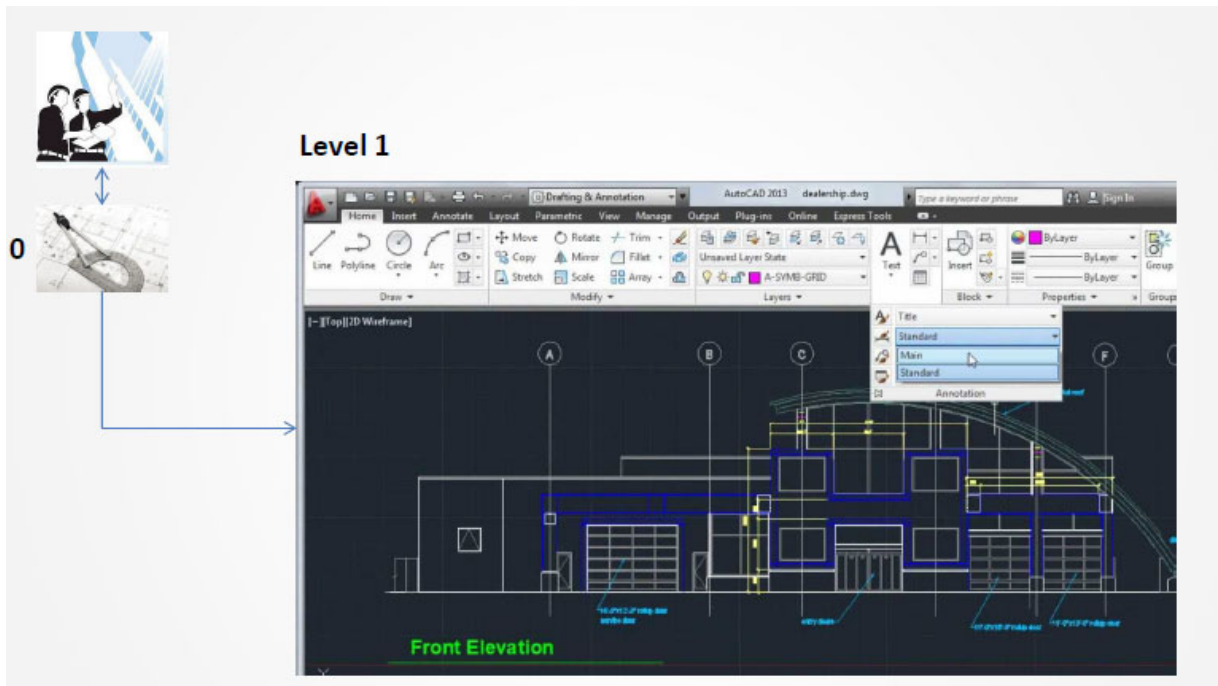 Level 1
0
Drafting & Annotation
AutoCAD 2013 dealership.dwg
Type a keyword or phrase
Sign In
Home Insert Annotate Layout Parametric View Manage Output Plug-ins Online Express Tools
Move Rotate Trim
Line Polyline Circle Arc
Copy Mirror Fillet
Stretch Scale Array
Unsaved Layer State
A-SYMB-GRID
Text
Insert
ByLayer
ByLayer
ByLayer
Group
Draw Modify Layers Block Properties Groups
Title
Standard
Main
Standard
Annotation
[-][Top][2D Wireframe]
A B C F
entry doors
Front Elevation